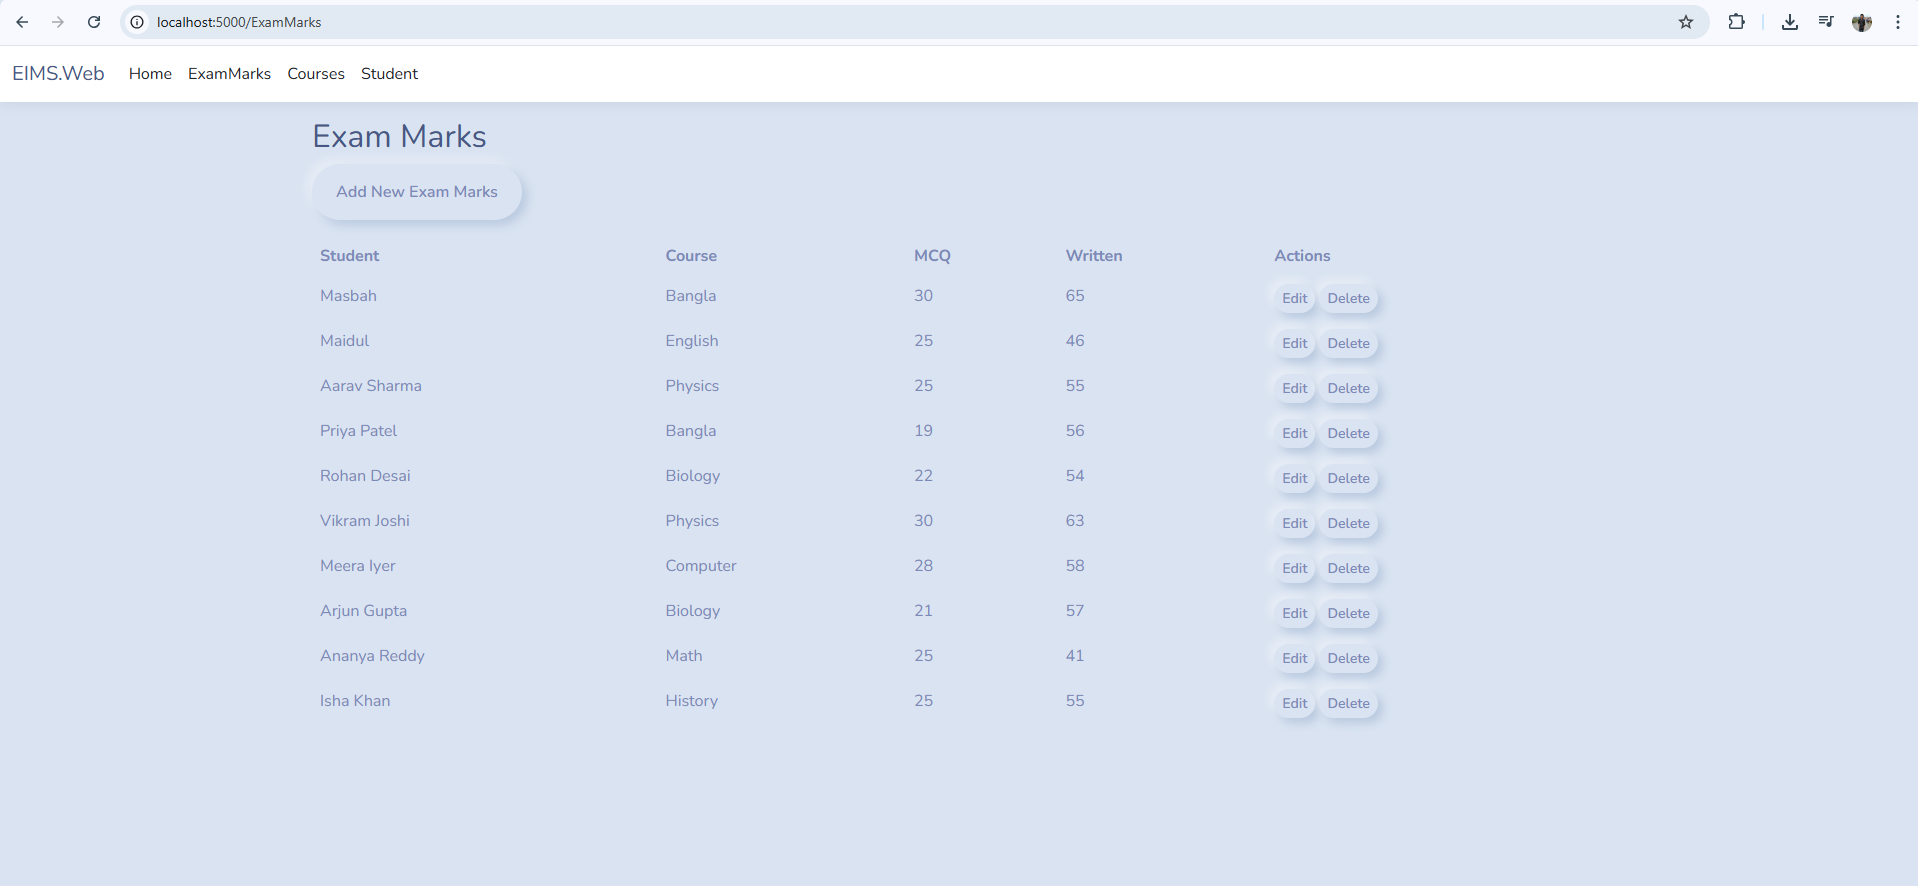 localhost:5000/ExamMarks
EIMS.Web Home ExamMarks Courses Student
Exam Marks
Add New Exam Marks
Student Course MCQ Written Actions
Masbah Bangla 30 65 Edit Delete
Maidul English 25 46 Edit Delete
Aarav Sharma Physics 25 55 Edit Delete
Priya Patel Bangla 19 56 Edit Delete
Rohan Desai Biology 22 54 Edit Delete
Vikram Joshi Physics 30 63 Edit Delete
Meera Iyer Computer 28 58 Edit Delete
Arjun Gupta Biology 21 57 Edit Delete
Ananya Reddy Math 25 41 Edit Delete
Isha Khan History 25 55 Edit Delete